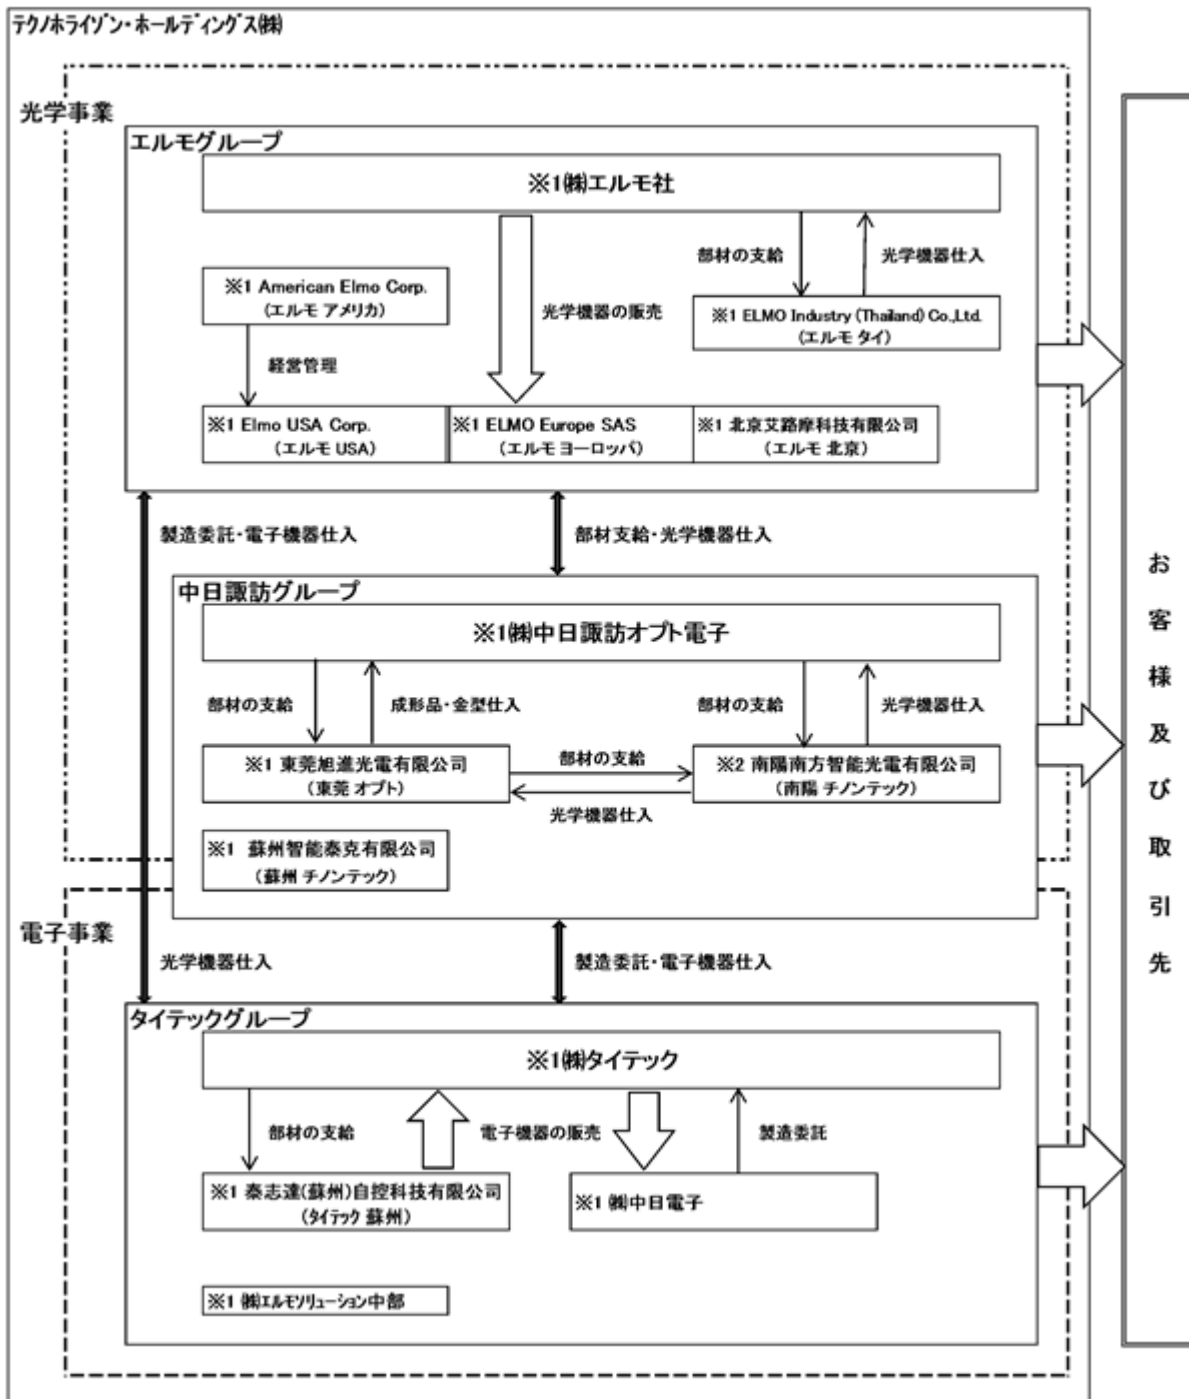 テクノホライゾン・ホールディングス㈱
光学事業
エルモグループ
※1㈱エルモ社
部材の支給
光学機器仕入
※1 American Elmo Corp.
(エルモ アメリカ)
光学機器の販売
※1 ELMO Industry (Thailand) Co.,Ltd.
(エルモ タイ)
経営管理
※1 Elmo USA Corp.
(エルモ USA)
※1 ELMO Europe SAS
(エルモ ヨーロッパ)
※1 北京艾路摩科技有限公司
(エルモ 北京)
製造委託・電子機器仕入
部材支給・光学機器仕入
中日諏訪グループ
※1㈱中日諏訪オプト電子
部材の支給
成形品・金型仕入
部材の支給
光学機器仕入
※1 東莞旭進光電有限公司
(東莞 オプト)
部材の支給
光学機器仕入
※2 南陽南方智能光電有限公司
(南陽 チノンテック)
※1 蘇州智能泰克有限公司
(蘇州 チノンテック)
電子事業
光学機器仕入
製造委託・電子機器仕入
タイテックグループ
※1㈱タイテック
部材の支給
電子機器の販売
製造委託
※1 泰志達(蘇州)自控科技有限公司
(タイテック 蘇州)
※1 ㈱中日電子
※1 ㈱エルモソリューション中部
お客様及び取引先